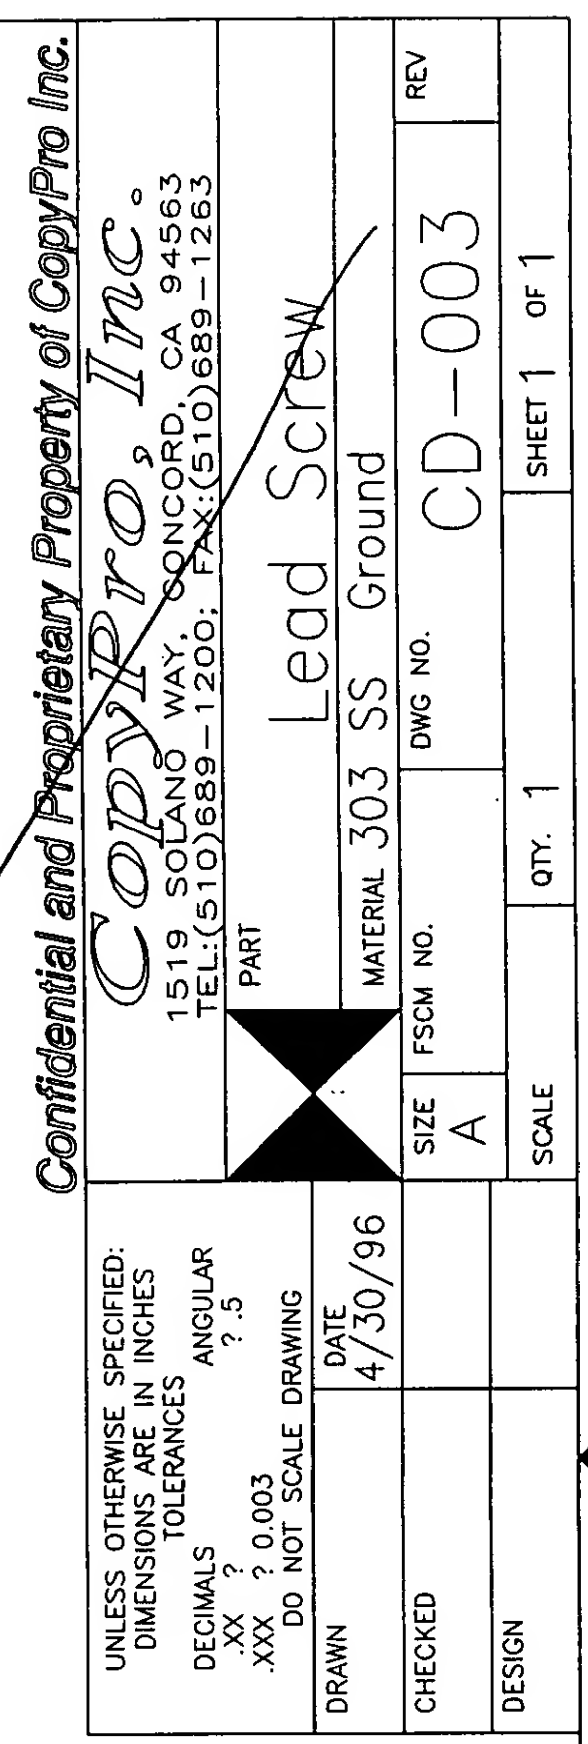 Confidential and Proprietary Property of CopyPro Inc.
UNLESS OTHERWISE SPECIFIED:
DIMENSIONS ARE IN INCHES
TOLERANCES
DECIMALS ANGULAR
.XX ? ? .5
.XXX ? 0.003
DO NOT SCALE DRAWING
DRAWN
DATE
4/30/96
CHECKED
DESIGN
CopyPro, Inc.
1519 SOLANO WAY, CONCORD, CA 94563
TEL:(510)689-1200; FAX:(510)689-1263
PART
Lead Screw
MATERIAL 303 SS Ground
SIZE
A
FSCM NO.
DWG NO.
CD-003
REV
SCALE
QTY. 1
SHEET 1 OF 1